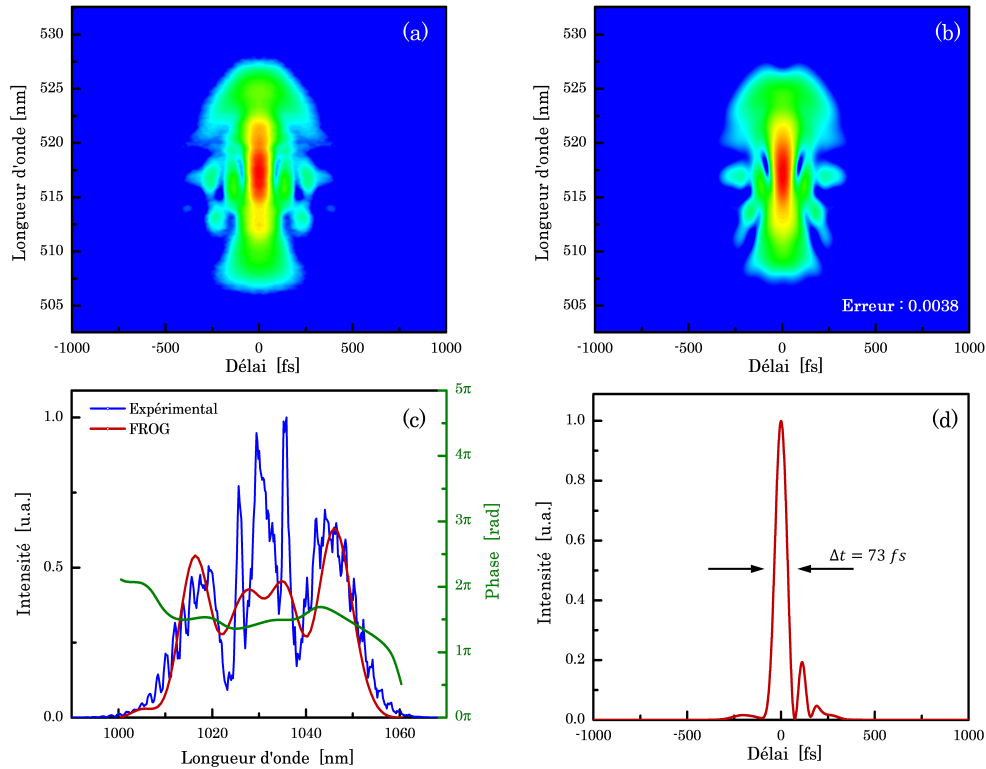 (a)
530
525
520
515
510
505
Longueur d'onde [nm]
-1000
-500
0
500
1000
Délai [fs]
(b)
530
525
520
515
510
505
Longueur d'onde [nm]
Erreur : 0.0038
-1000
-500
0
500
1000
Délai [fs]
(c)
Expérimental
FROG
1.0
0.5
0.0
Intensité [u.a.]
5π
4π
3π
2π
1π
0π
Phase [rad]
1000
1020
1040
1060
Longueur d'onde [nm]
(d)
1.0
0.8
0.6
0.4
0.2
0.0
Intensité [u.a.]
Δt = 73 fs
-1000
-500
0
500
1000
Délai [fs]